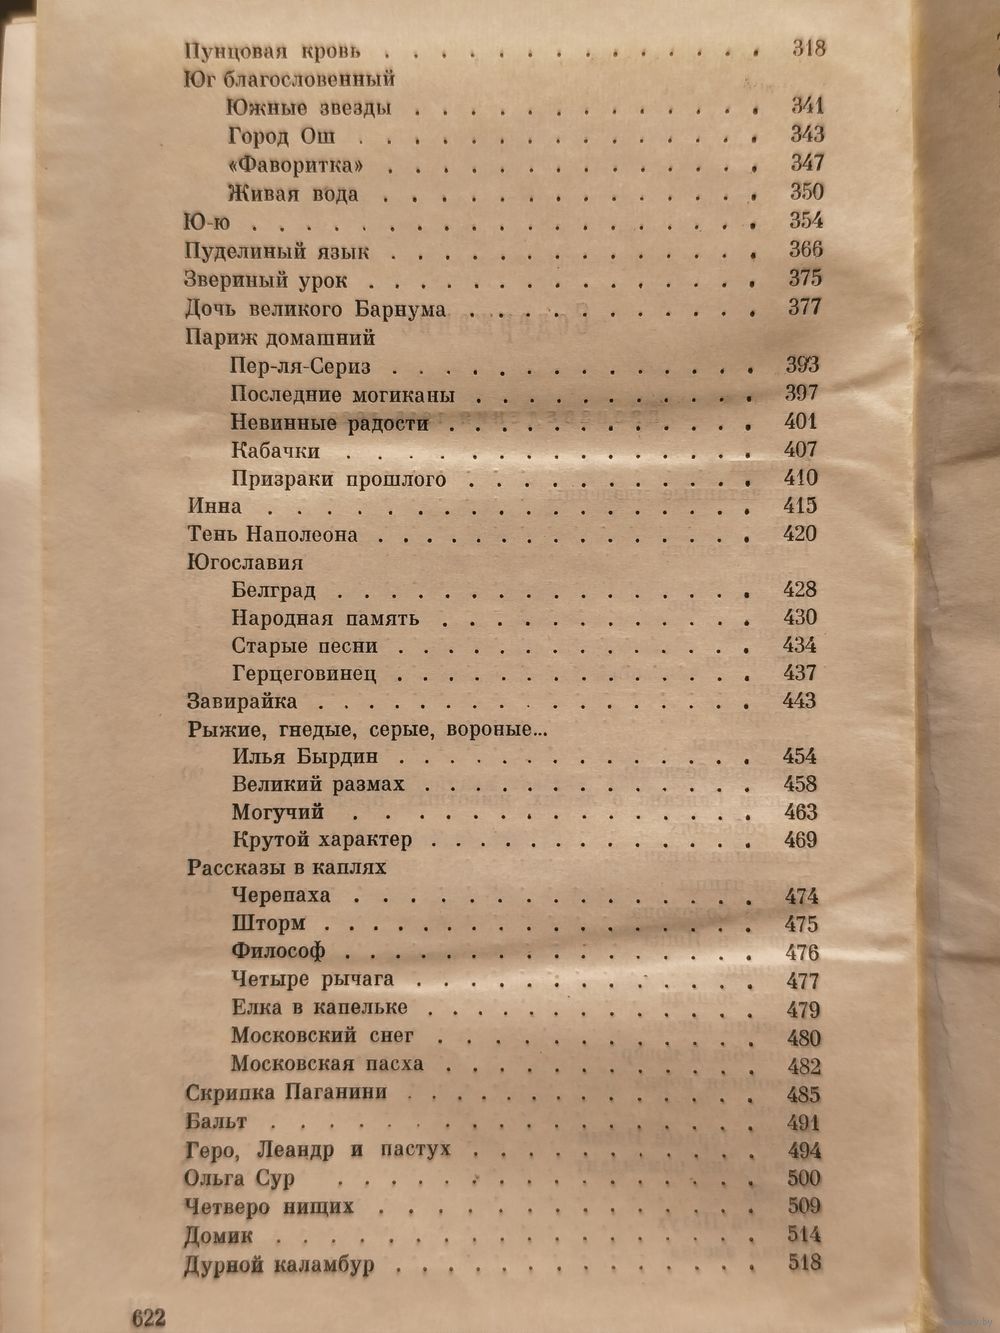 Пунцовая кровь . . . . . . . . . . . . . . 318
Юг благословенный
Южные звезды . . . . . . . . . . . . . 341
Город Ош . . . . . . . . . . . . . . . 343
«Фаворитка» . . . . . . . . . . . . . . 347
Живая вода . . . . . . . . . . . . . . 350
Ю-ю . . . . . . . . . . . . . . . . . . . 354
Пуделиный язык . . . . . . . . . . . . . . 366
Звериный урок . . . . . . . . . . . . . . . 375
Дочь великого Барнума . . . . . . . . . . . 377
Париж домашний
Пер-ля-Сериз . . . . . . . . . . . . . . 393
Последние могиканы . . . . . . . . . . . 397
Невинные радости . . . . . . . . . . . . 401
Кабачки . . . . . . . . . . . . . . . . 407
Призраки прошлого . . . . . . . . . . . 410
Инна . . . . . . . . . . . . . . . . . . 415
Тень Наполеона . . . . . . . . . . . . . . 420
Югославия
Белград . . . . . . . . . . . . . . . . 428
Народная память . . . . . . . . . . . . 430
Старые песни . . . . . . . . . . . . . . 434
Герцеговинец . . . . . . . . . . . . . . 437
Завирайка . . . . . . . . . . . . . . . . 443
Рыжие, гнедые, серые, вороные...
Илья Бырдин . . . . . . . . . . . . . . 454
Великий размах . . . . . . . . . . . . . 458
Могучий . . . . . . . . . . . . . . . . 463
Крутой характер . . . . . . . . . . . . . 469
Рассказы в каплях
Черепаха . . . . . . . . . . . . . . . 474
Шторм . . . . . . . . . . . . . . . . . 475
Философ . . . . . . . . . . . . . . . . 476
Четыре рычага . . . . . . . . . . . . . 477
Елка в капельке . . . . . . . . . . . . . 479
Московский снег . . . . . . . . . . . . 480
Московская пасха . . . . . . . . . . . . 482
Скрипка Паганини . . . . . . . . . . . . . 485
Бальт . . . . . . . . . . . . . . . . . . 491
Геро, Леандр и пастух . . . . . . . . . . . 494
Ольга Сур . . . . . . . . . . . . . . . . 500
Четверо нищих . . . . . . . . . . . . . . 509
Домик . . . . . . . . . . . . . . . . . . 514
Дурной каламбур . . . . . . . . . . . . . 518
622